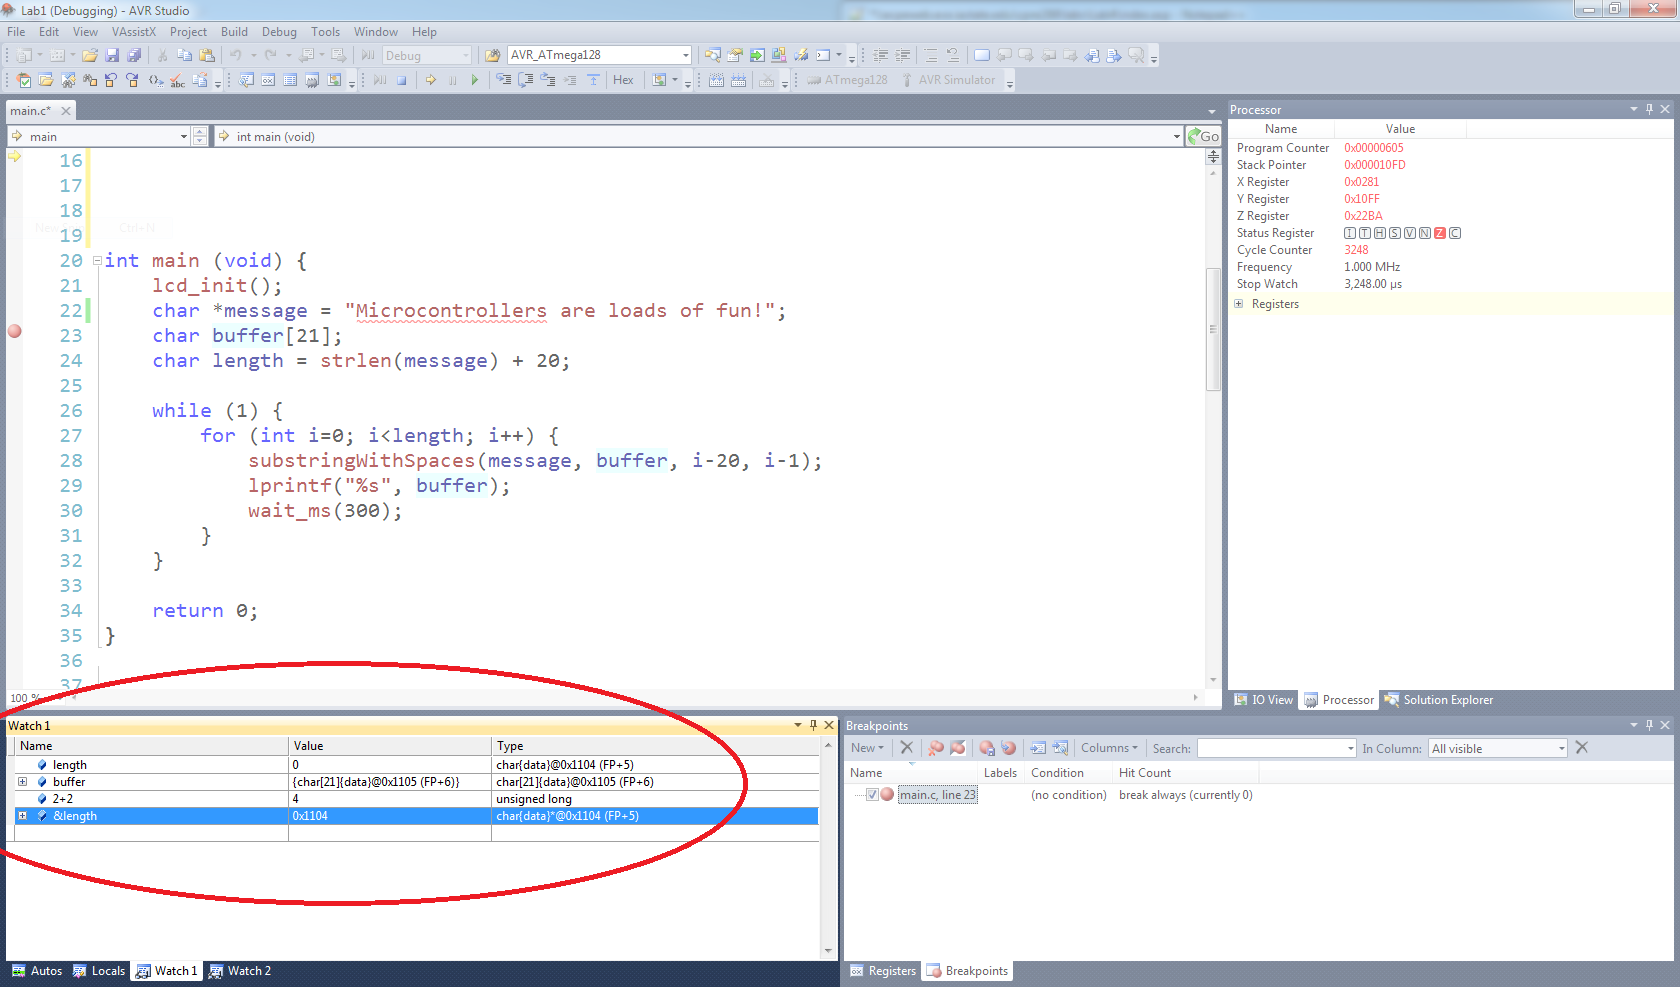 Lab1 (Debugging) - AVR Studio
File Edit View VAssistX Project Build Debug Tools Window Help
Debug AVR_ATmega128
Hex ATmega128 AVR Simulator
main.c*
main int main (void) Go
16
17
18
New Ctrl+N
19
20 int main (void) {
21 lcd_init();
22 char *message = "Microcontrollers are loads of fun!";
23 char buffer[21];
24 char length = strlen(message) + 20;
25
26 while (1) {
27 for (int i=0; i<length; i++) {
28 substringWithSpaces(message, buffer, i-20, i-1);
29 lprintf("%s", buffer);
30 wait_ms(300);
31 }
32 }
33
34 return 0;
35 }
36
37
100 %
Processor
Name Value
Program Counter 0x00000605
Stack Pointer 0x000010FD
X Register 0x0281
Y Register 0x10FF
Z Register 0x22BA
Status Register I T H S V N Z C
Cycle Counter 3248
Frequency 1.000 MHz
Stop Watch 3,248.00 µs
Registers
IO View Processor Solution Explorer
Watch 1
Name Value Type
length 0 char{data}@0x1104 (FP+5)
buffer {char[21]{data}@0x1105 (FP+6)} char[21]{data}@0x1105 (FP+6)
2+2 4 unsigned long
&length 0x1104 char{data}*@0x1104 (FP+5)
Autos Locals Watch 1 Watch 2
Breakpoints
New Columns Search: In Column: All visible
Name Labels Condition Hit Count
main.c, line 23 (no condition) break always (currently 0)
Registers Breakpoints